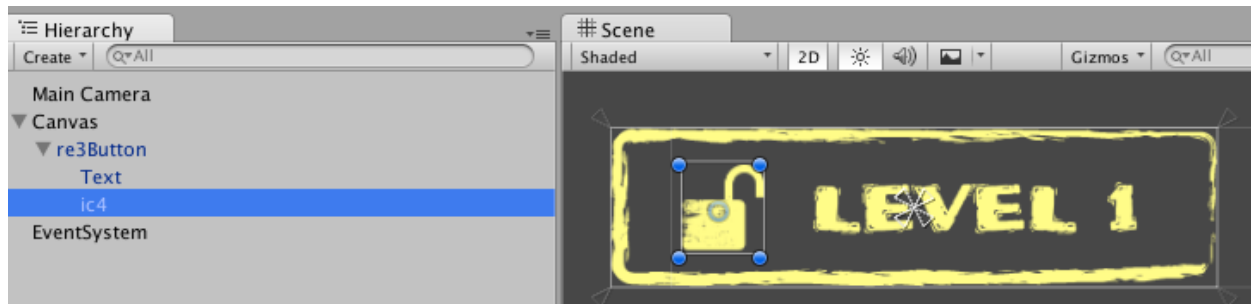 Hierarchy
Create All
Main Camera
Canvas
re3Button
Text
ic4
EventSystem
Scene
Shaded 2D Gizmos All
LEVEL 1